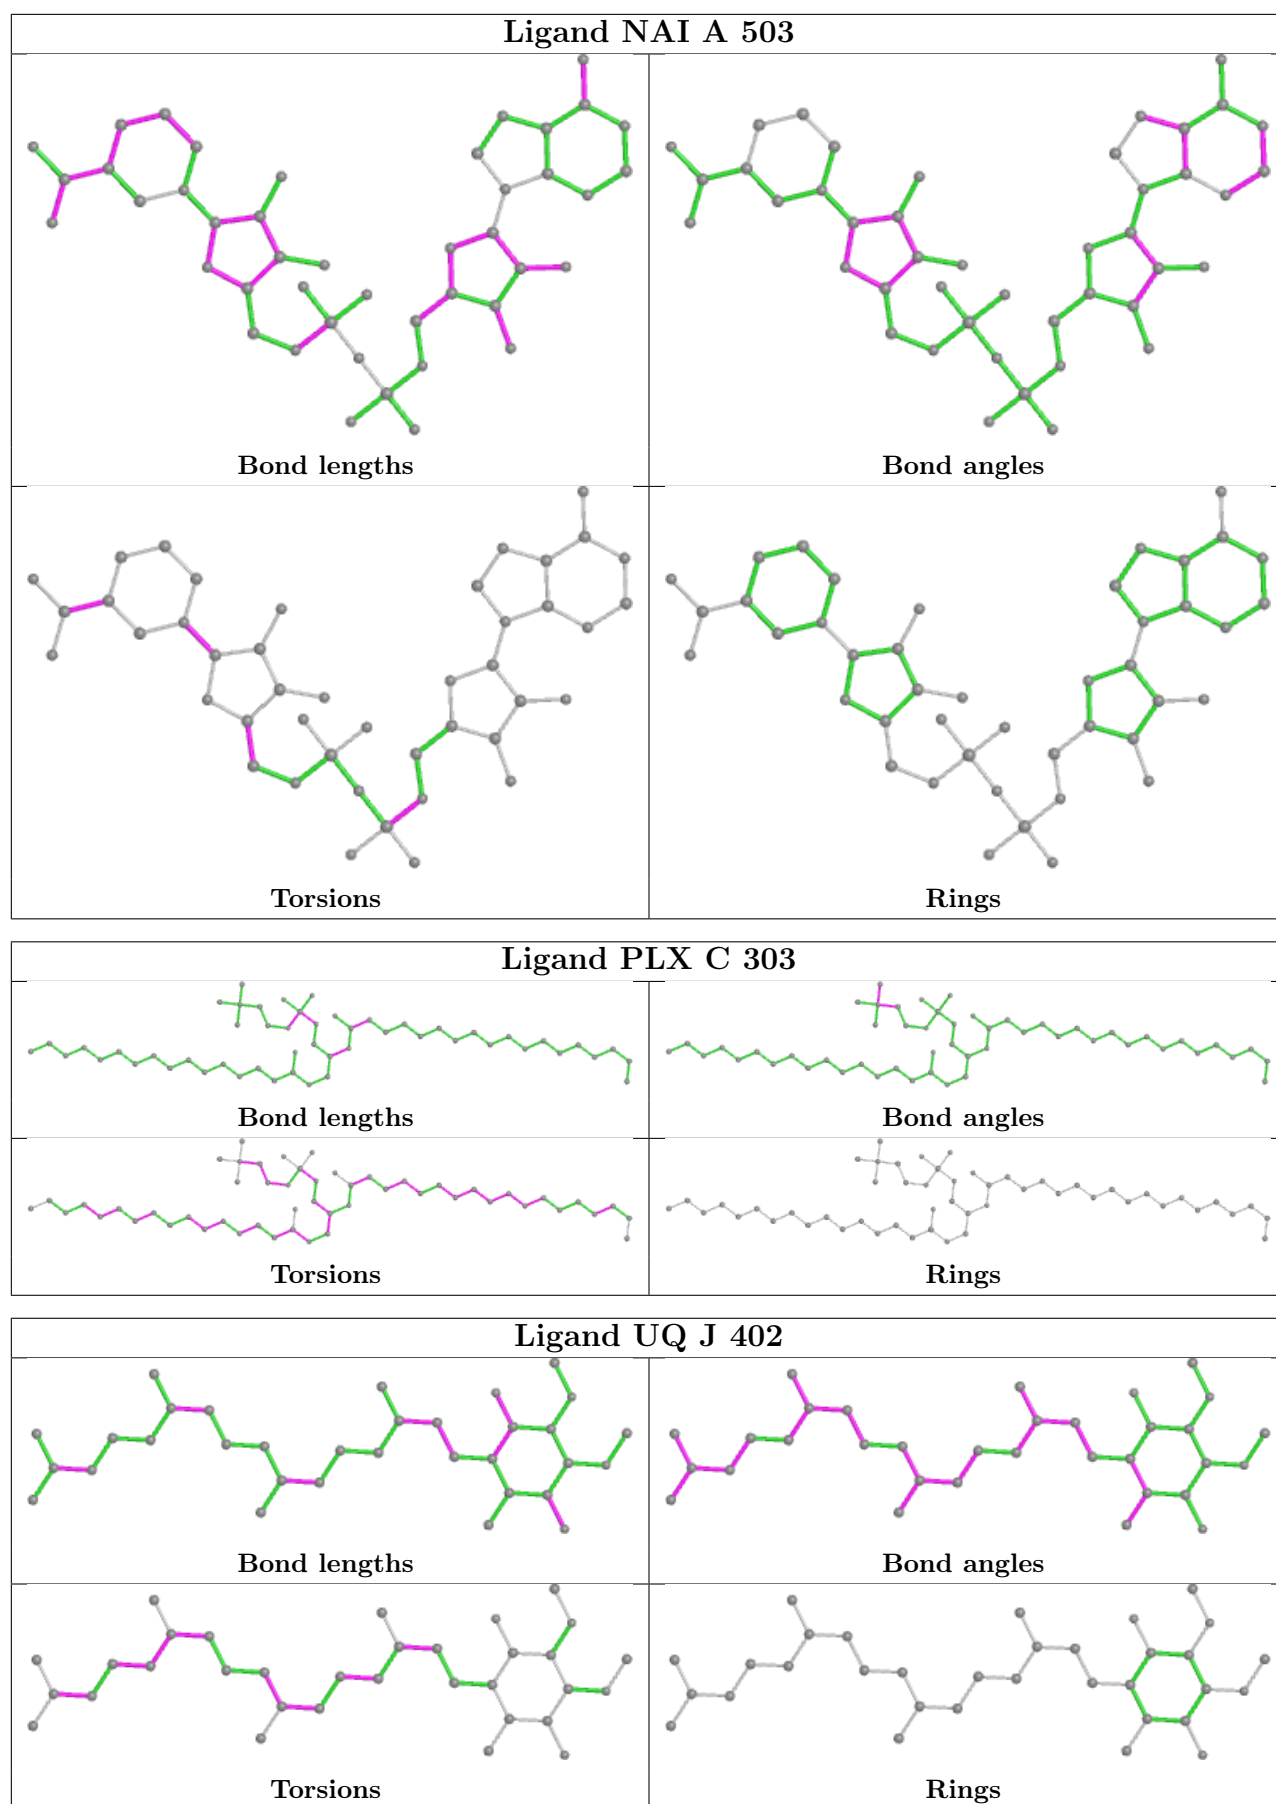 Ligand NAI A 503
Bond lengths
Bond angles
Torsions
Rings
Ligand PLX C 303
Bond lengths
Bond angles
Torsions
Rings
Ligand UQ J 402
Bond lengths
Bond angles
Torsions
Rings